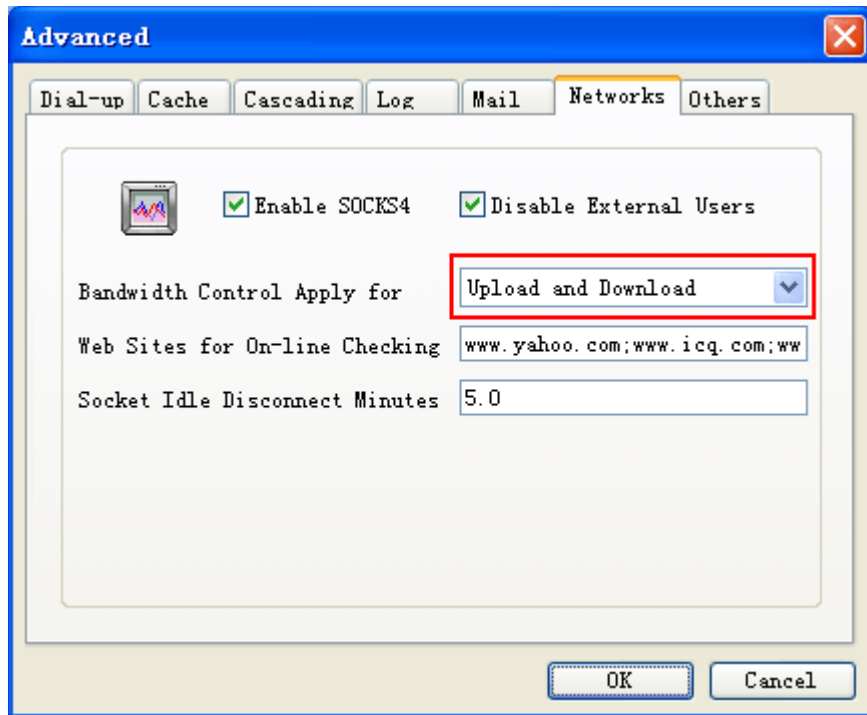 Advanced
Dial-up Cache Cascading Log Mail Networks Others
Enable SOCKS4 Disable External Users
Bandwidth Control Apply for Upload and Download
Web Sites for On-line Checking www.yahoo.com;www.icq.com;ww
Socket Idle Disconnect Minutes 5.0
OK Cancel